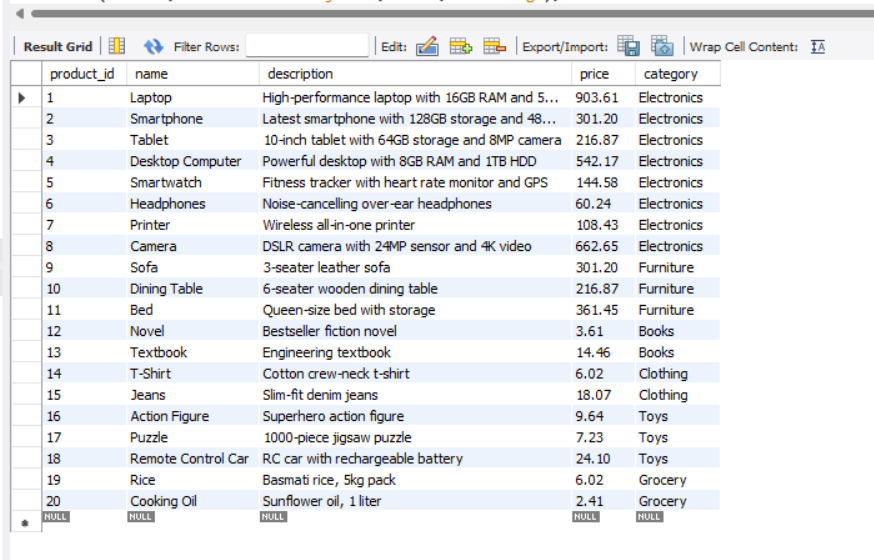 Result Grid Filter Rows: Edit: Export/Import: Wrap Cell Content: IA
product_id name description price category
1 Laptop High-performance laptop with 16GB RAM and 5... 903.61 Electronics
2 Smartphone Latest smartphone with 128GB storage and 48... 301.20 Electronics
3 Tablet 10-inch tablet with 64GB storage and 8MP camera 216.87 Electronics
4 Desktop Computer Powerful desktop with 8GB RAM and 1TB HDD 542.17 Electronics
5 Smartwatch Fitness tracker with heart rate monitor and GPS 144.58 Electronics
6 Headphones Noise-cancelling over-ear headphones 60.24 Electronics
7 Printer Wireless all-in-one printer 108.43 Electronics
8 Camera DSLR camera with 24MP sensor and 4K video 662.65 Electronics
9 Sofa 3-seater leather sofa 301.20 Furniture
10 Dining Table 6-seater wooden dining table 216.87 Furniture
11 Bed Queen-size bed with storage 361.45 Furniture
12 Novel Bestseller fiction novel 3.61 Books
13 Textbook Engineering textbook 14.46 Books
14 T-Shirt Cotton crew-neck t-shirt 6.02 Clothing
15 Jeans Slim-fit denim jeans 18.07 Clothing
16 Action Figure Superhero action figure 9.64 Toys
17 Puzzle 1000-piece jigsaw puzzle 7.23 Toys
18 Remote Control Car RC car with rechargeable battery 24.10 Toys
19 Rice Basmati rice, 5kg pack 6.02 Grocery
20 Cooking Oil Sunflower oil, 1 liter 2.41 Grocery
NULL NULL NULL NULL NULL